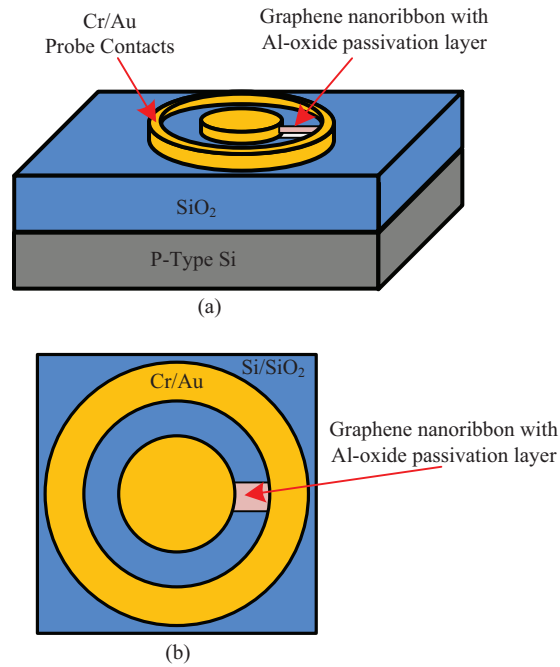 Cr/Au
Probe Contacts
Graphene nanoribbon with
Al-oxide passivation layer
SiO₂
P-Type Si
(a)
Si/SiO₂
Cr/Au
Graphene nanoribbon with
Al-oxide passivation layer
(b)